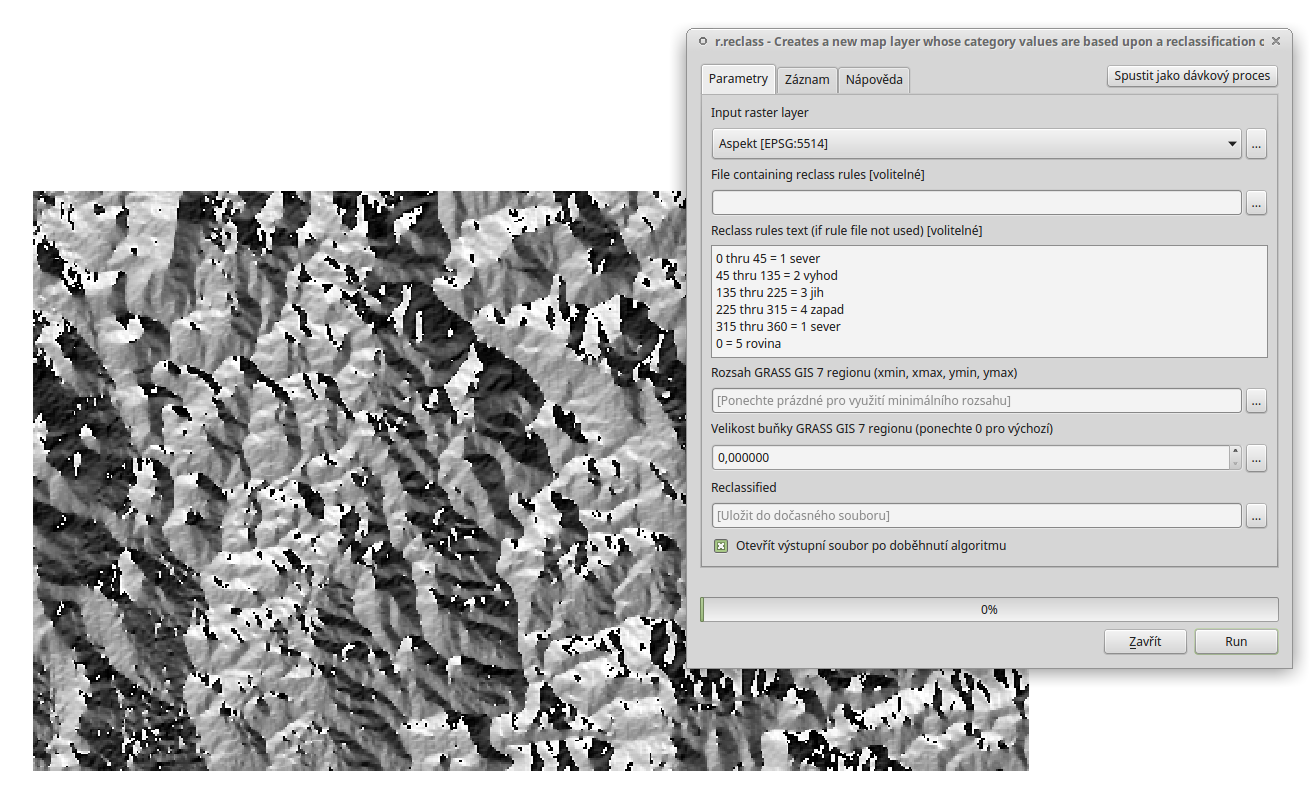 r.reclass - Creates a new map layer whose category values are based upon a reclassification c
Parametry
Záznam
Nápověda
Spustit jako dávkový proces
Input raster layer
Aspekt [EPSG:5514]
...
File containing reclass rules [volitelné]
...
Reclass rules text (if rule file not used) [volitelné]
0 thru 45 = 1 sever
45 thru 135 = 2 vyhod
135 thru 225 = 3 jih
225 thru 315 = 4 zapad
315 thru 360 = 1 sever
0 = 5 rovina
Rozsah GRASS GIS 7 regionu (xmin, xmax, ymin, ymax)
[Ponechte prázdné pro využití minimálního rozsahu]
...
Velikost buňky GRASS GIS 7 regionu (ponechte 0 pro výchozí)
0,000000
...
Reclassified
[Uložit do dočasného souboru]
...
Otevřít výstupní soubor po doběhnutí algoritmu
0%
Zavřít
Run